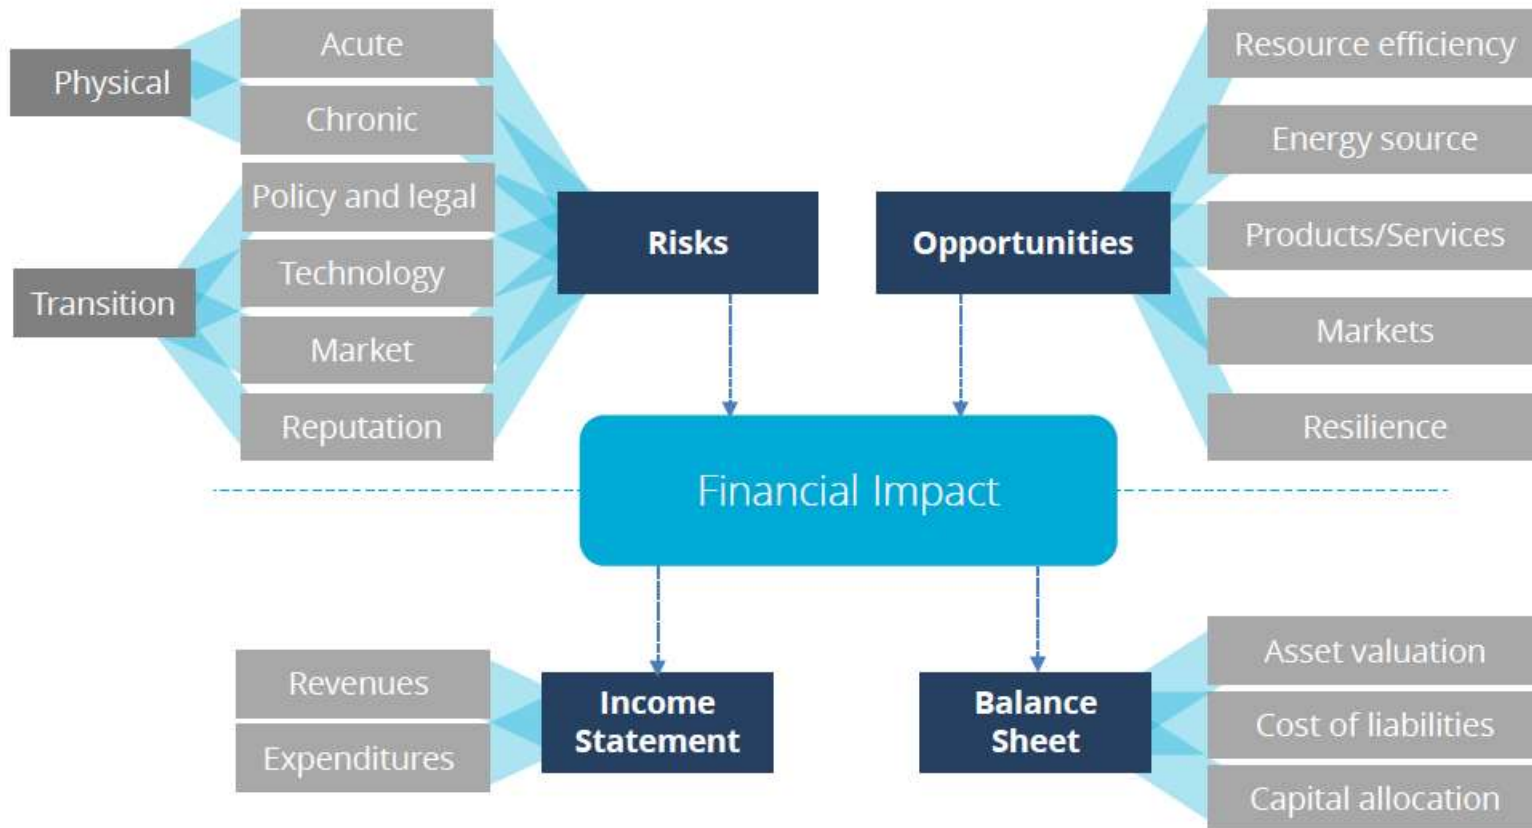 Physical
Transition
Acute
Chronic
Policy and legal
Technology
Market
Reputation
Risks
Opportunities
Resource efficiency
Energy source
Products/Services
Markets
Resilience
Financial Impact
Revenues
Expenditures
Income
Statement
Balance
Sheet
Asset valuation
Cost of liabilities
Capital allocation